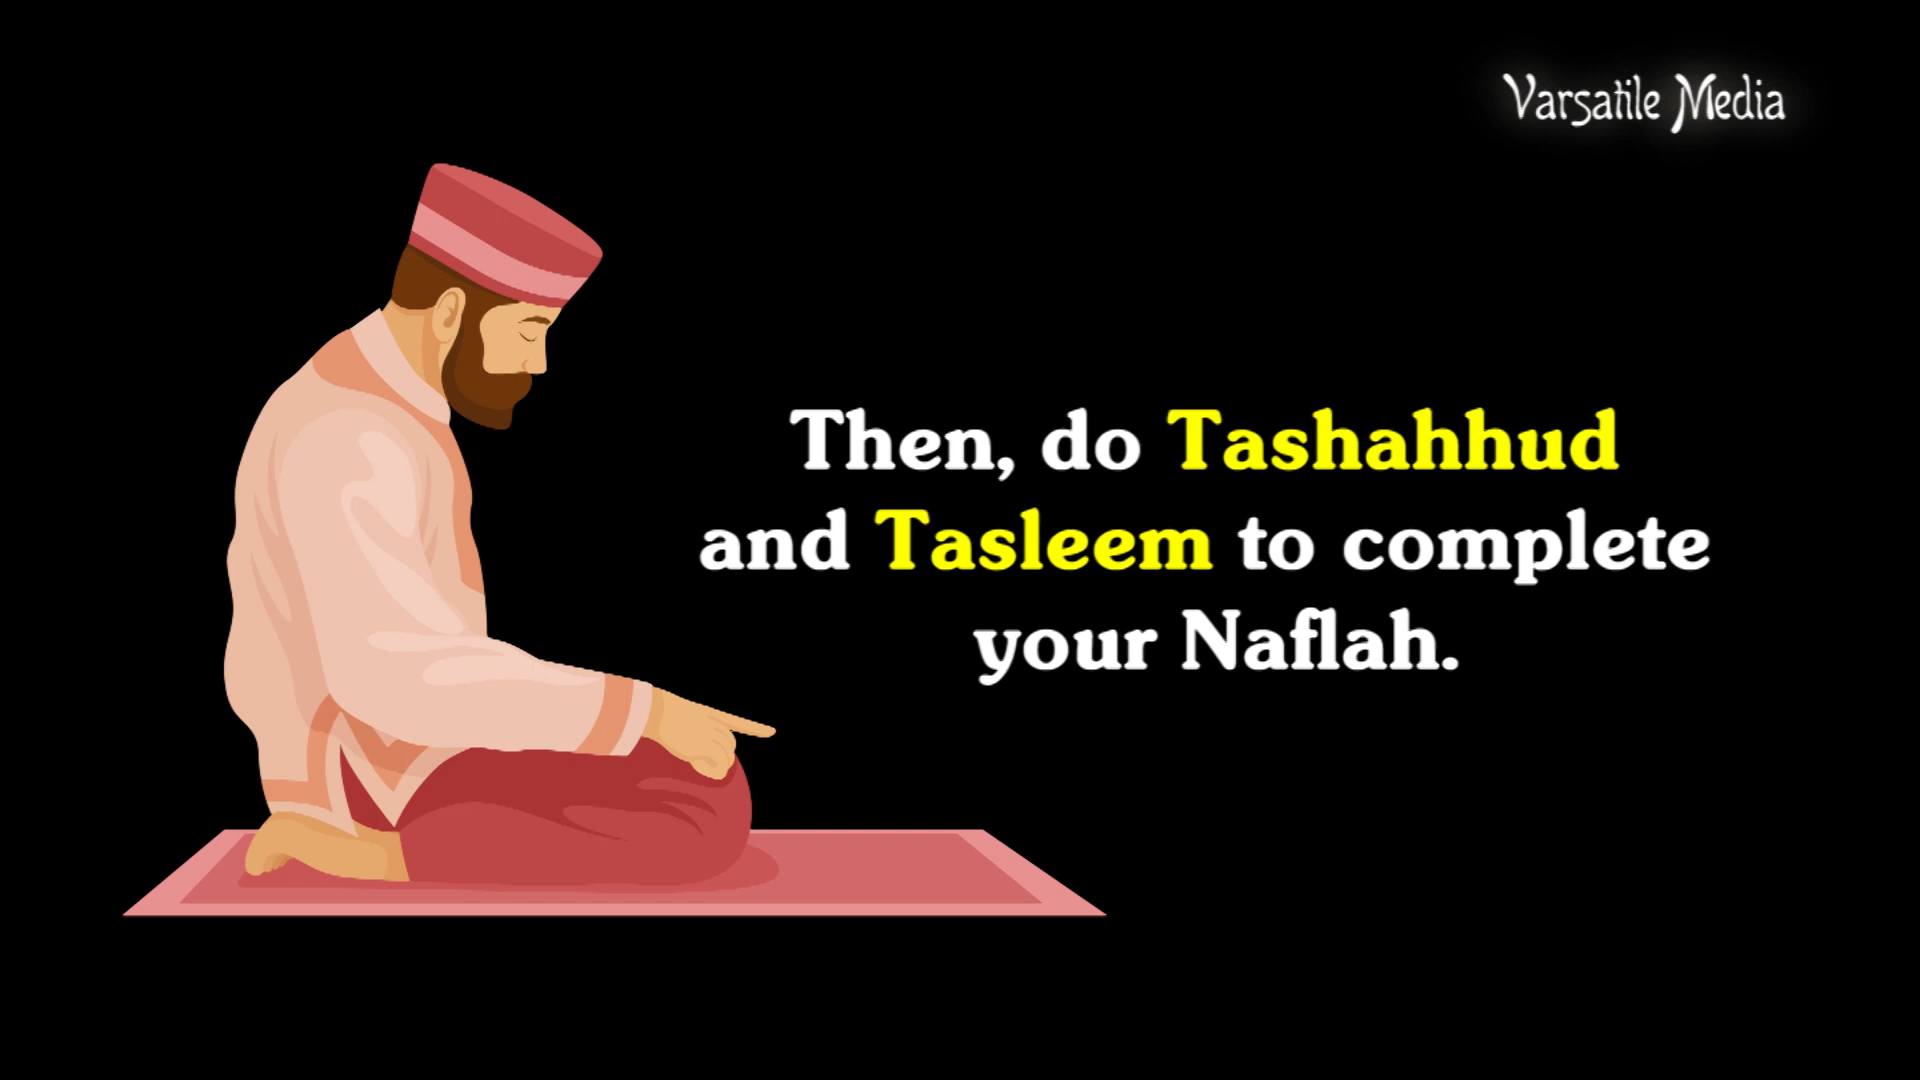 Varsatile Media
Then, do Tashahhud
and Tasleem to complete
your Naflah.